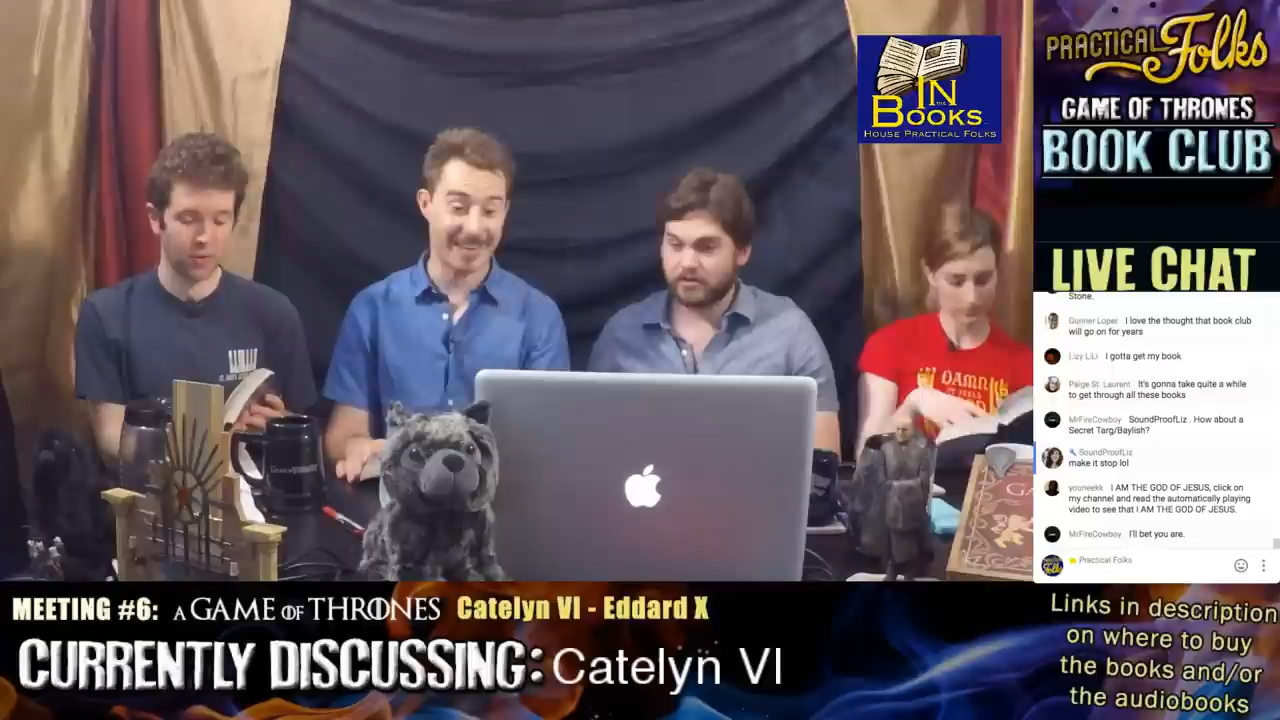 IN
THE
BOOKS
HOUSE PRACTICAL FOLKS
PRACTICAL
Folks
GAME OF THRONES
BOOK CLUB
LIVE CHAT
Stone.
Gunner Loper I love the thought that book club
will go on for years
Lizy LiLi I gotta get my book
Paige St. Laurent It's gonna take quite a while
to get through all these books
MrFireCowboy SoundProofLiz . How about a
Secret Targ/Baylish?
SoundProofLiz
make it stop lol
youneekk I AM THE GOD OF JESUS, click on
my channel and read the automatically playing
video to see that I AM THE GOD OF JESUS.
MrFireCowboy I'll bet you are.
Practical Folks
DAMN
MEETING #6: A GAME OF THRONES Catelyn VI - Eddard X
CURRENTLY DISCUSSING: Catelyn VI
Links in description
on where to buy
the books and/or
the audiobooks